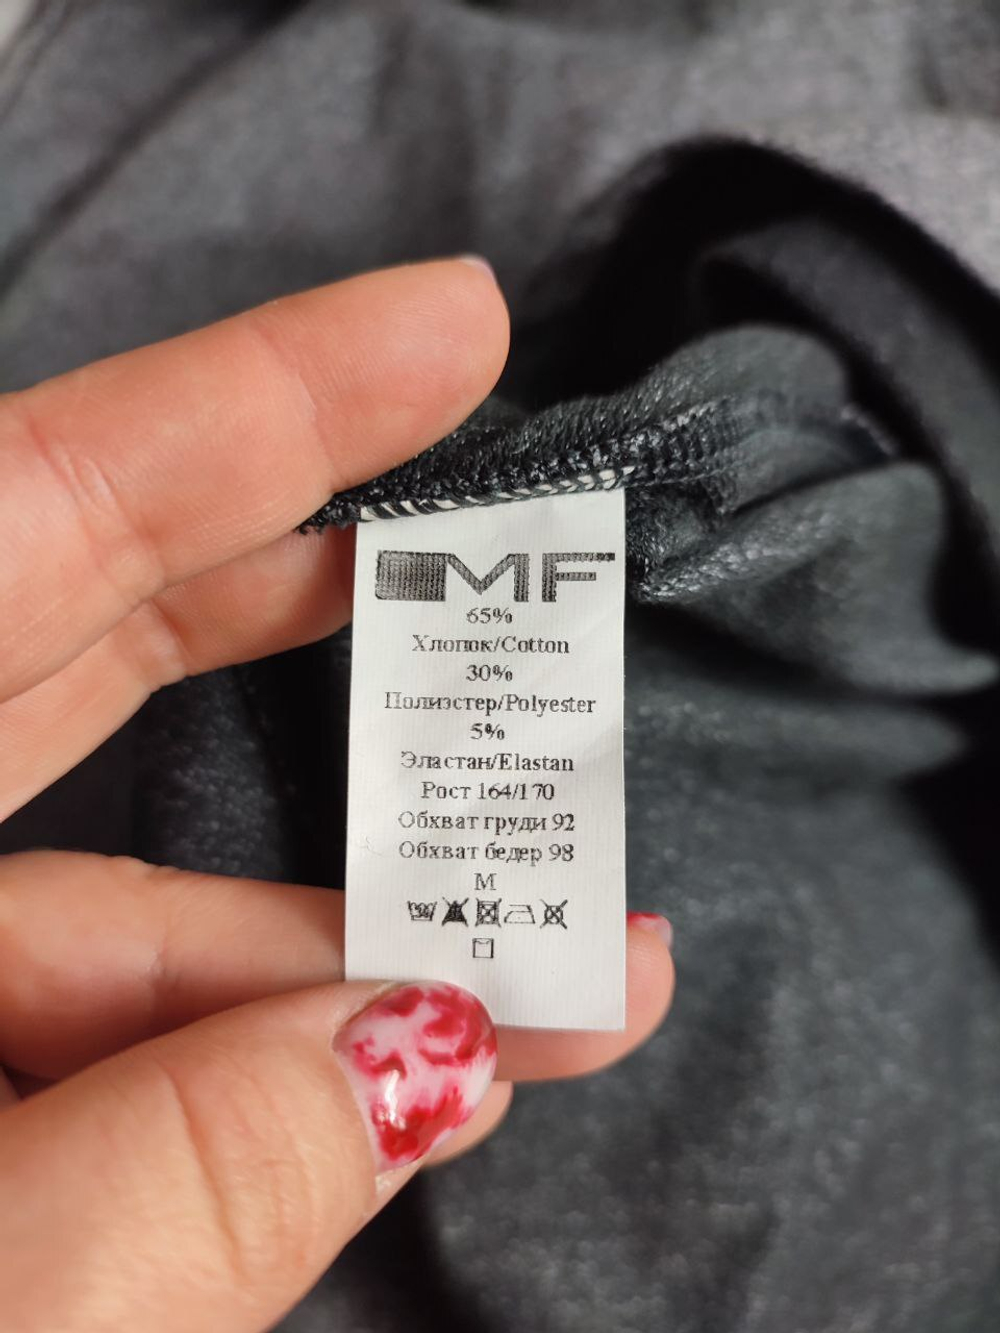 MF
65%
Хлопок/Cotton
30%
Полиэстер/Polyester
5%
Эластан/Elastan
Рост 164/170
Обхват груди 92
Обхват бедер 98
M